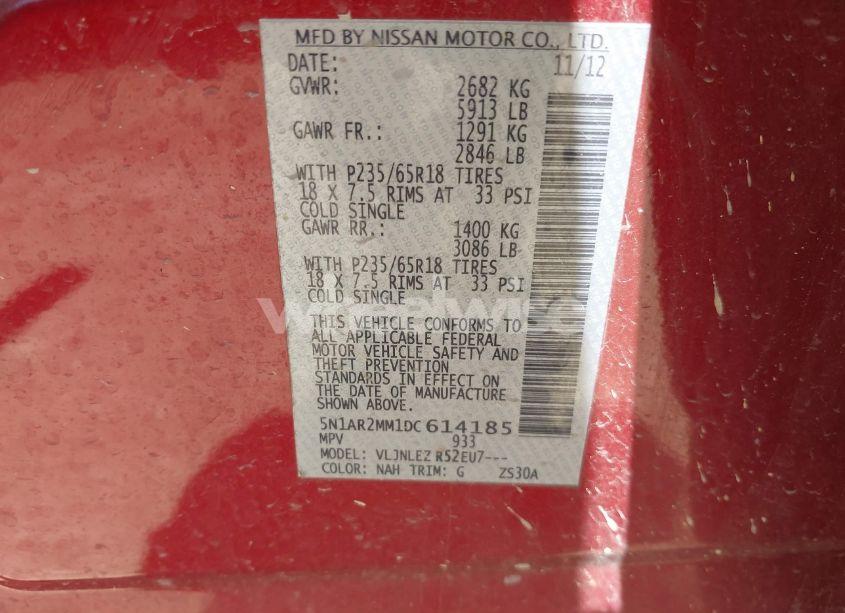 MFD BY NISSAN MOTOR CO., LTD.
DATE: 11/12
GVWR: 2682 KG
5913 LB
GAWR FR.: 1291 KG
2846 LB
WITH P235/65R18 TIRES
18 X 7.5 RIMS AT 33 PSI
COLD SINGLE
GAWR RR.: 1400 KG
3086 LB
WITH P235/65R18 TIRES
18 X 7.5 RIMS AT 33 PSI
COLD SINGLE
THIS VEHICLE CONFORMS TO
ALL APPLICABLE FEDERAL
MOTOR VEHICLE SAFETY AND
THEFT PREVENTION
STANDARDS IN EFFECT ON
THE DATE OF MANUFACTURE
SHOWN ABOVE.
5N1AR2MM1DC614185
MPV 933
MODEL: VLJNLEZ R52EU7---
COLOR: NAH TRIM: G ZS30A